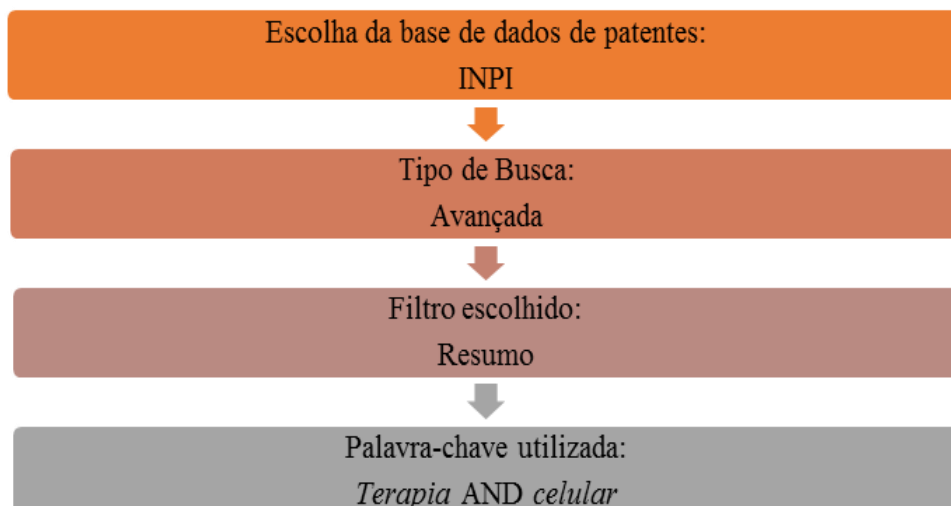 Escolha da base de dados de patentes:
INPI
Tipo de Busca:
Avançada
Filtro escolhido:
Resumo
Palavra-chave utilizada:
Terapia AND celular